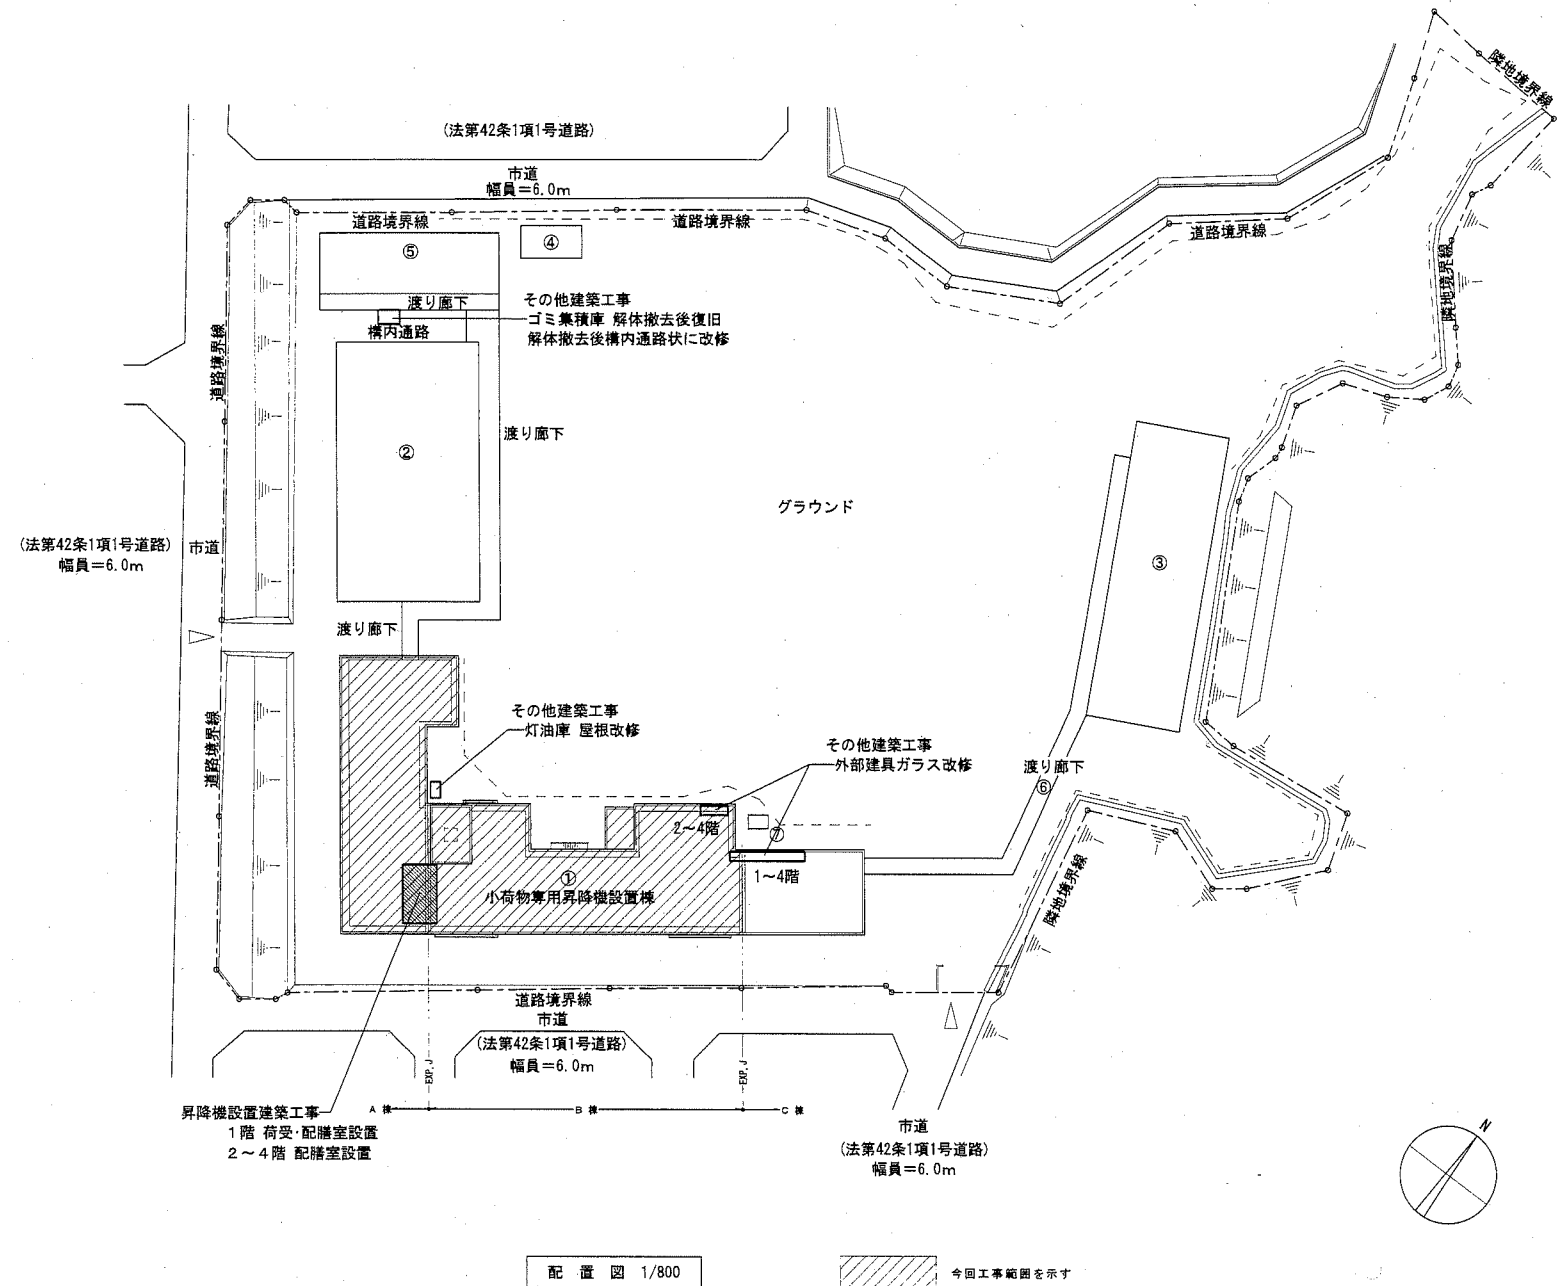 隣地境界線
(法第42条1項1号道路)
市道
幅員=6.0m
道路境界線
道路境界線
道路境界線
⑤
④
隣地境界線
渡り廊下
その他建築工事
ゴミ集積庫 解体撤去後復旧
構内通路
解体撤去後構内通路状に改修
道路境界線
渡り廊下
②
グラウンド
(法第42条1項1号道路)
市道
幅員=6.0m
③
渡り廊下
その他建築工事
灯油庫 屋根改修
道路境界線
その他建築工事
外部建具ガラス改修
渡り廊下
⑥
2~4階
⑦
1~4階
①
小荷物専用昇降機設置棟
隣地境界線
道路境界線
市道
(法第42条1項1号道路)
幅員=6.0m
EXP.J
EXP.J
A 棟
B 棟
C 棟
昇降機設置建築工事
1階 荷受・配膳室設置
2~4階 配膳室設置
市道
(法第42条1項1号道路)
幅員=6.0m
N
配 置 図 1/800
今回工事範囲を示す